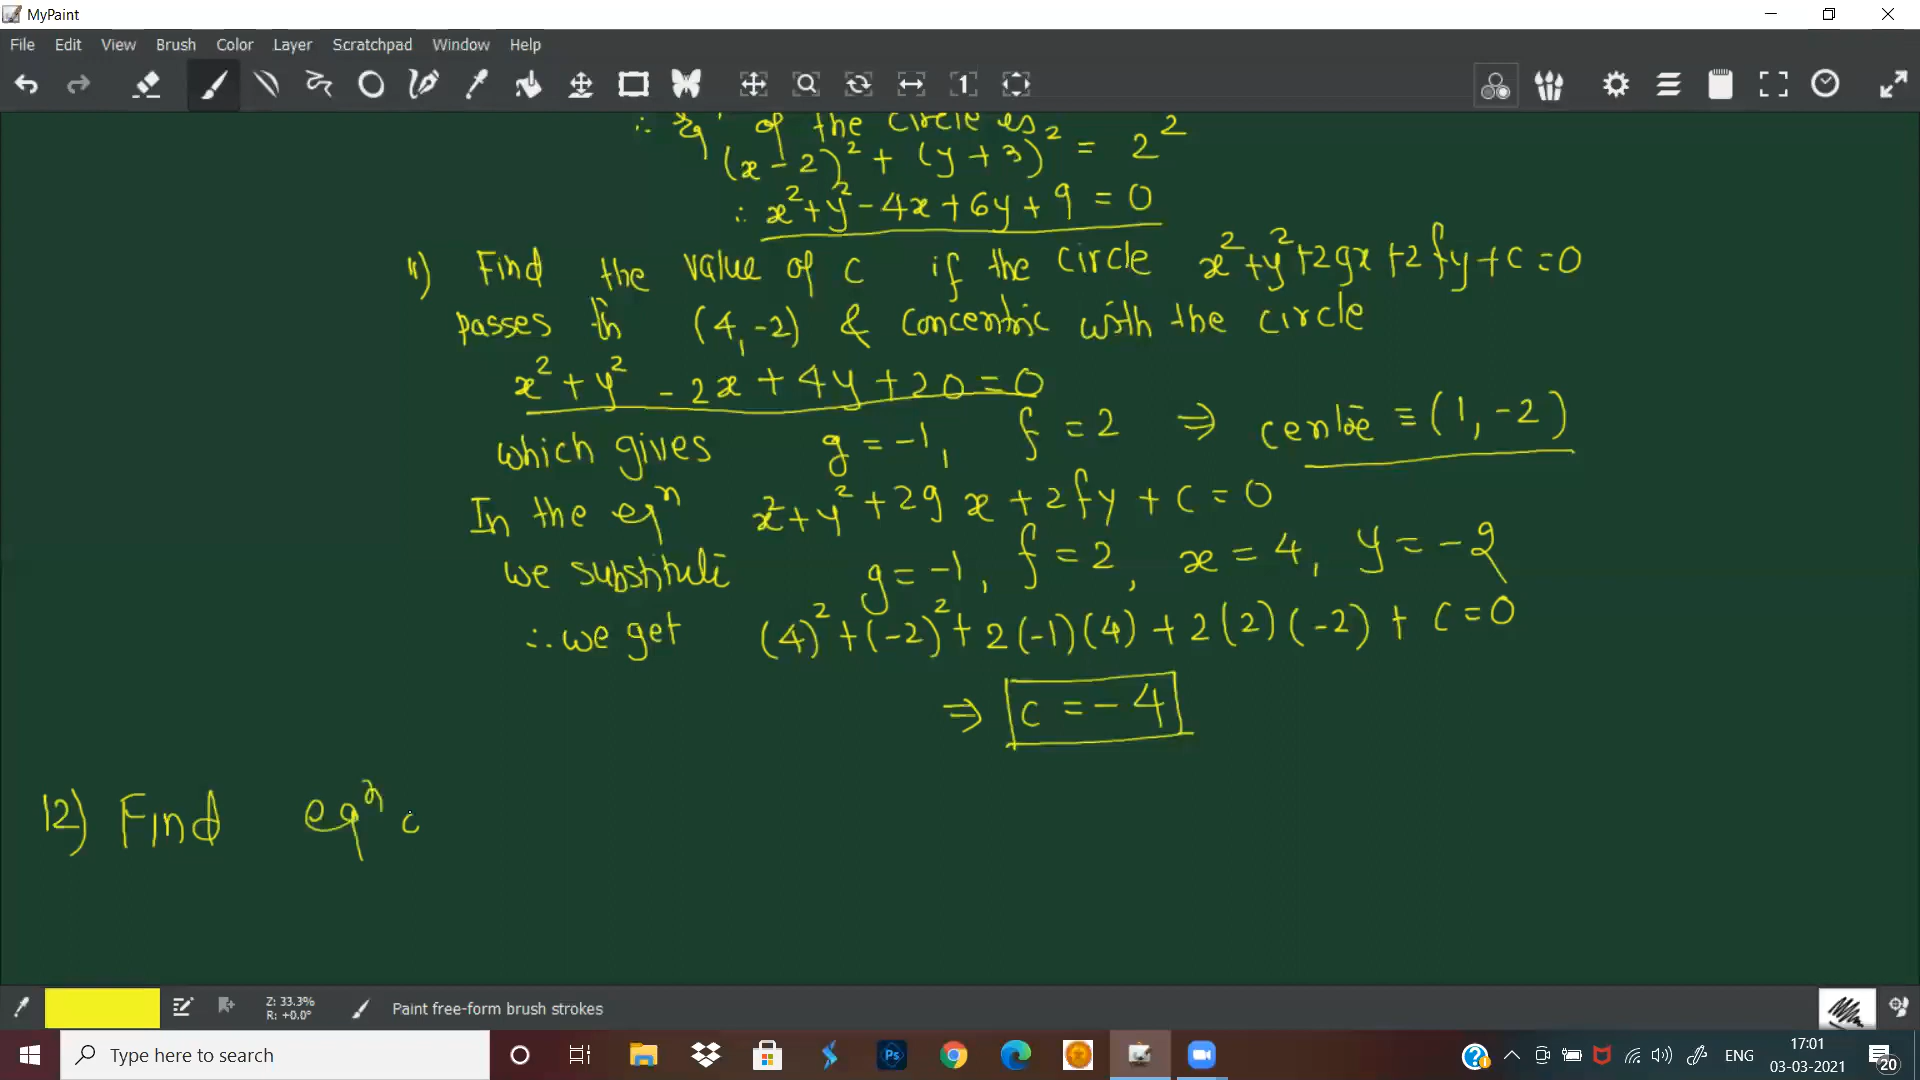 MyPaint
File Edit View Brush Color Layer Scratchpad Window Help
∴ Eqⁿ of the circle is
(x-2)² + (y+3)² = 2²
∴ x²+y²-4x+6y+9=0
11) Find the value of c if the circle x²+y²+2gx+2fy+c=0
passes th (4,-2) & concentric with the circle
x²+y²-2x+4y+20=0
which gives g=-1, f=2 ⇒ centre ≡ (1,-2)
In the eqⁿ x²+y²+2gx+2fy+c=0
we substitute g=-1, f=2, x=4, y=-2
∴ we get (4)²+(-2)²+2(-1)(4)+2(2)(-2)+c=0
⇒ c=-4
12) Find eqⁿ c
Z: 33.3%
R: +0.0°
Paint free-form brush strokes
Type here to search
Ps
ENG
17:01
03-03-2021
20